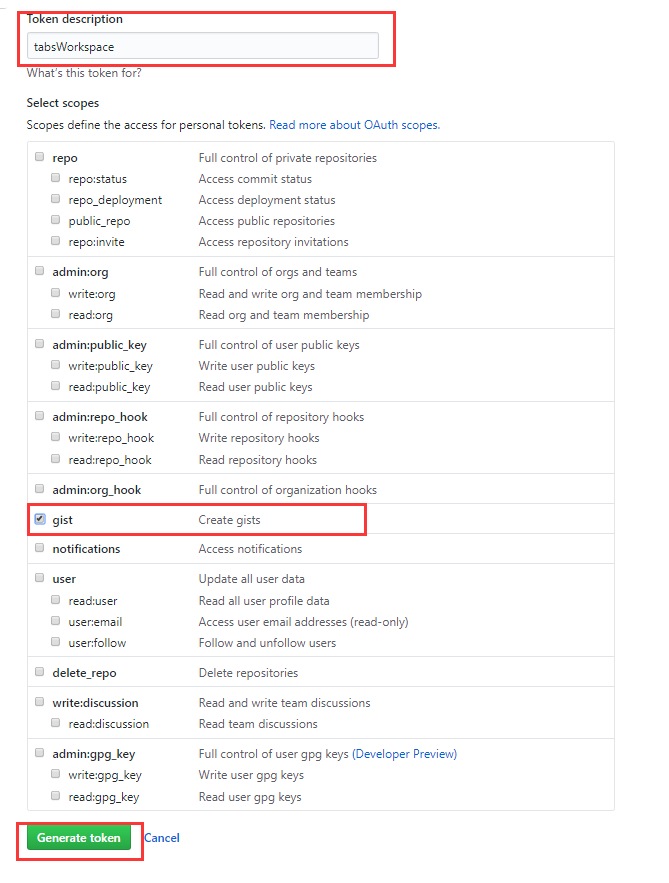 Token description
tabsWorkspace
What's this token for?
Select scopes
Scopes define the access for personal tokens. Read more about OAuth scopes.
repo Full control of private repositories
repo:status Access commit status
repo_deployment Access deployment status
public_repo Access public repositories
repo:invite Access repository invitations
admin:org Full control of orgs and teams
write:org Read and write org and team membership
read:org Read org and team membership
admin:public_key Full control of user public keys
write:public_key Write user public keys
read:public_key Read user public keys
admin:repo_hook Full control of repository hooks
write:repo_hook Write repository hooks
read:repo_hook Read repository hooks
admin:org_hook Full control of organization hooks
gist Create gists
notifications Access notifications
user Update all user data
read:user Read all user profile data
user:email Access user email addresses (read-only)
user:follow Follow and unfollow users
delete_repo Delete repositories
write:discussion Read and write team discussions
read:discussion Read team discussions
admin:gpg_key Full control of user gpg keys (Developer Preview)
write:gpg_key Write user gpg keys
read:gpg_key Read user gpg keys
Generate token Cancel